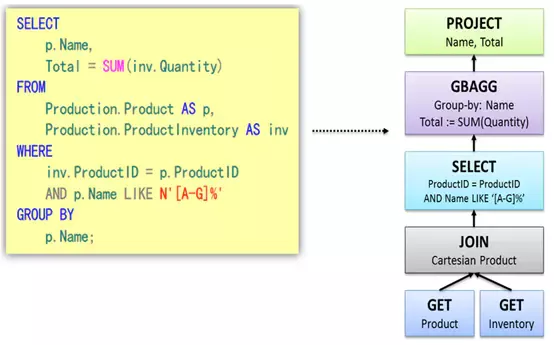 SELECT
p.Name,
Total = SUM(inv.Quantity)
FROM
Production.Product AS p,
Production.ProductInventory AS inv
WHERE
inv.ProductID = p.ProductID
AND p.Name LIKE N'[A-G]%'
GROUP BY
p.Name;
PROJECT
Name, Total
GBAGG
Group-by: Name
Total := SUM(Quantity)
SELECT
ProductID = ProductID
AND Name LIKE ‘[A-G]%’
JOIN
Cartesian Product
GET
Product
GET
Inventory